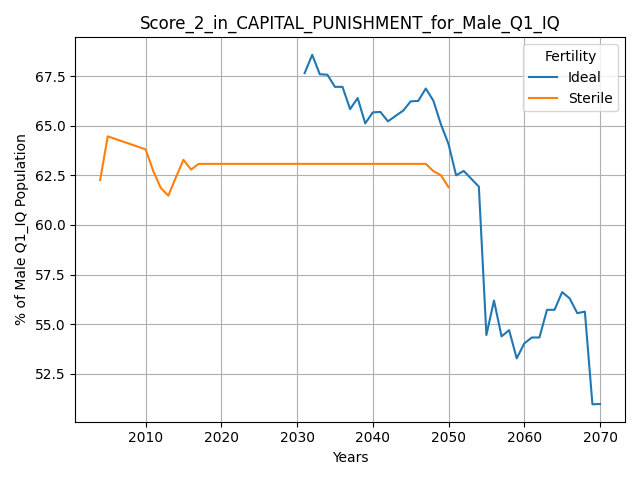 Score_2_in_CAPITAL_PUNISHMENT_for_Male_Q1_IQ
Fertility
Ideal
Sterile
% of Male Q1_IQ Population
67.5
65.0
62.5
60.0
57.5
55.0
52.5
2010 2020 2030 2040 2050 2060 2070
Years